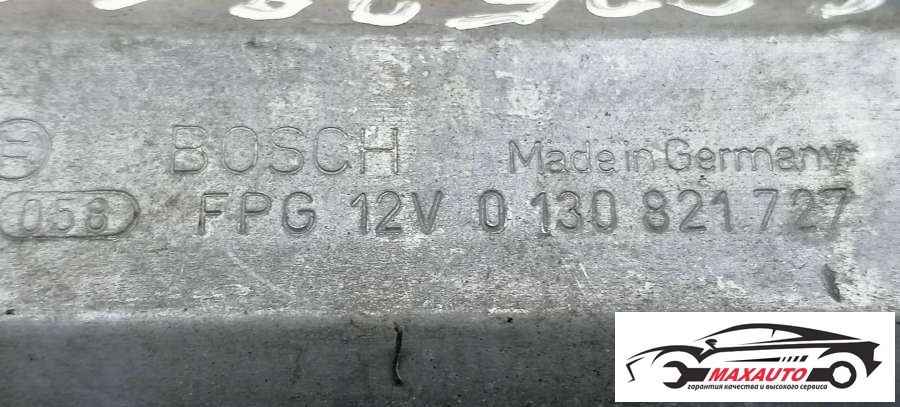 BOSCH Made in Germany
058 FPG 12V 0 130 821 727
MAXAUTO
гарантия качества и высокого сервиса